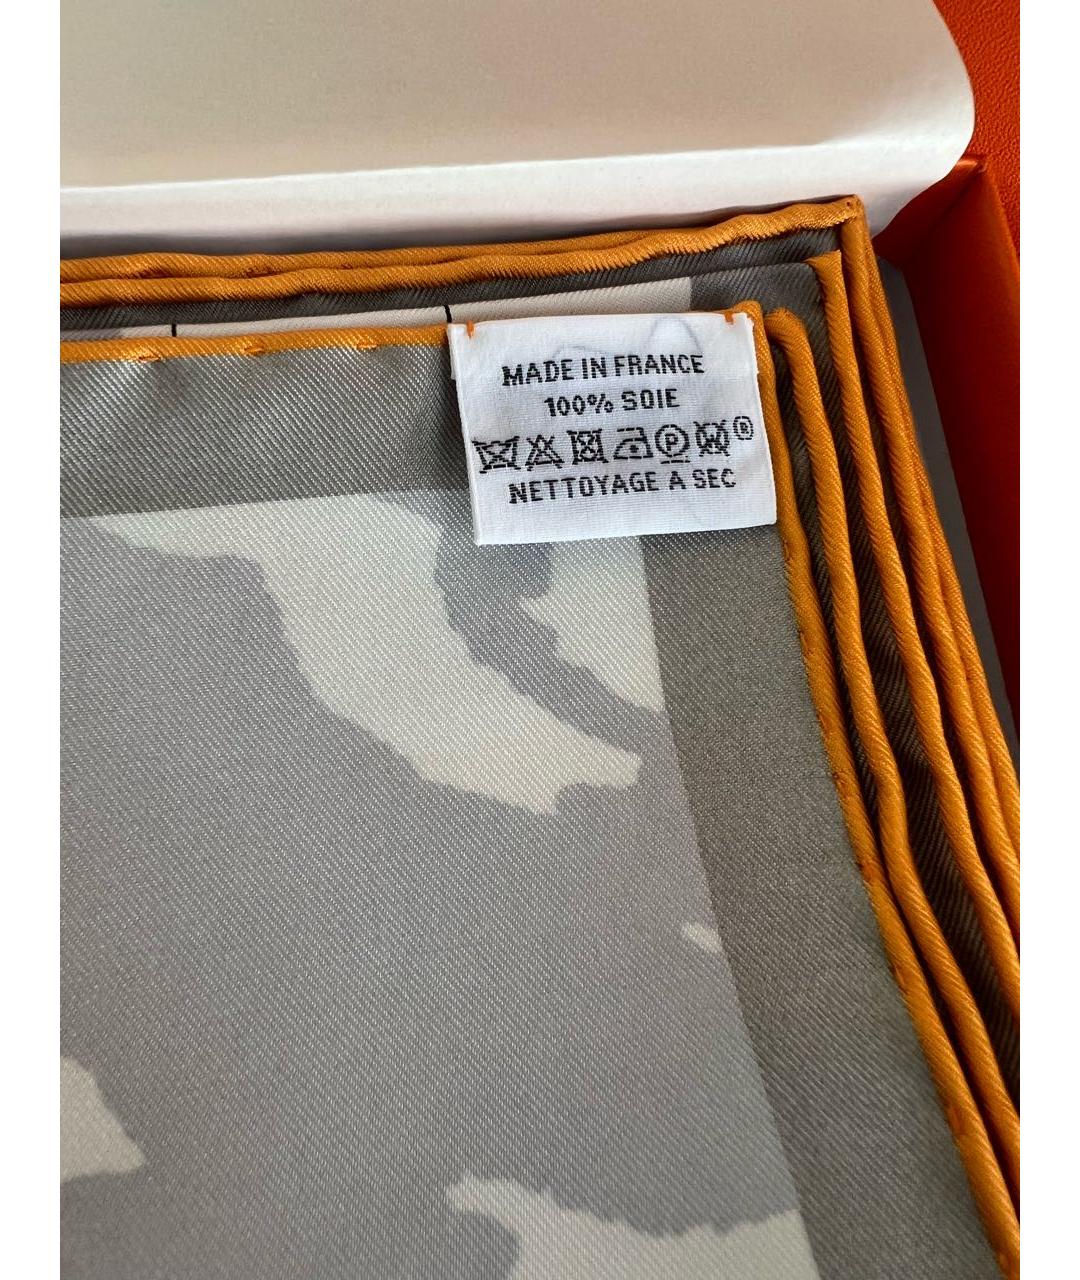 MADE IN FRANCE
100% SOIE
P W ®
NETTOYAGE A SEC